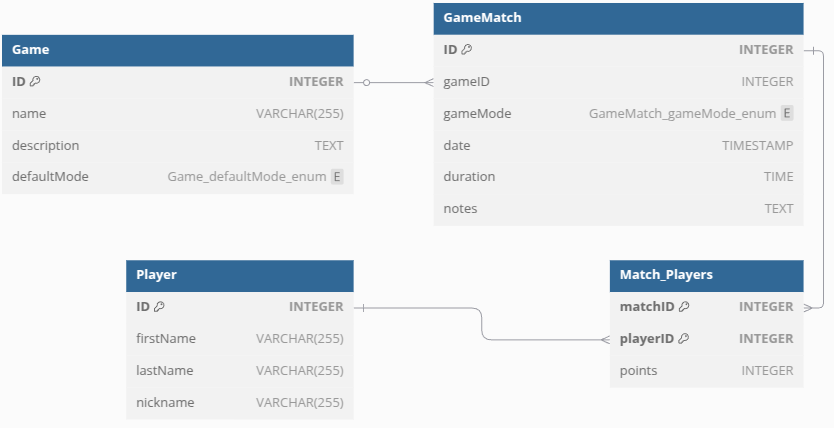 Game
ID INTEGER
name VARCHAR(255)
description TEXT
defaultMode Game_defaultMode_enum E
GameMatch
ID INTEGER
gameID INTEGER
gameMode GameMatch_gameMode_enum E
date TIMESTAMP
duration TIME
notes TEXT
Player
ID INTEGER
firstName VARCHAR(255)
lastName VARCHAR(255)
nickname VARCHAR(255)
Match_Players
matchID INTEGER
playerID INTEGER
points INTEGER